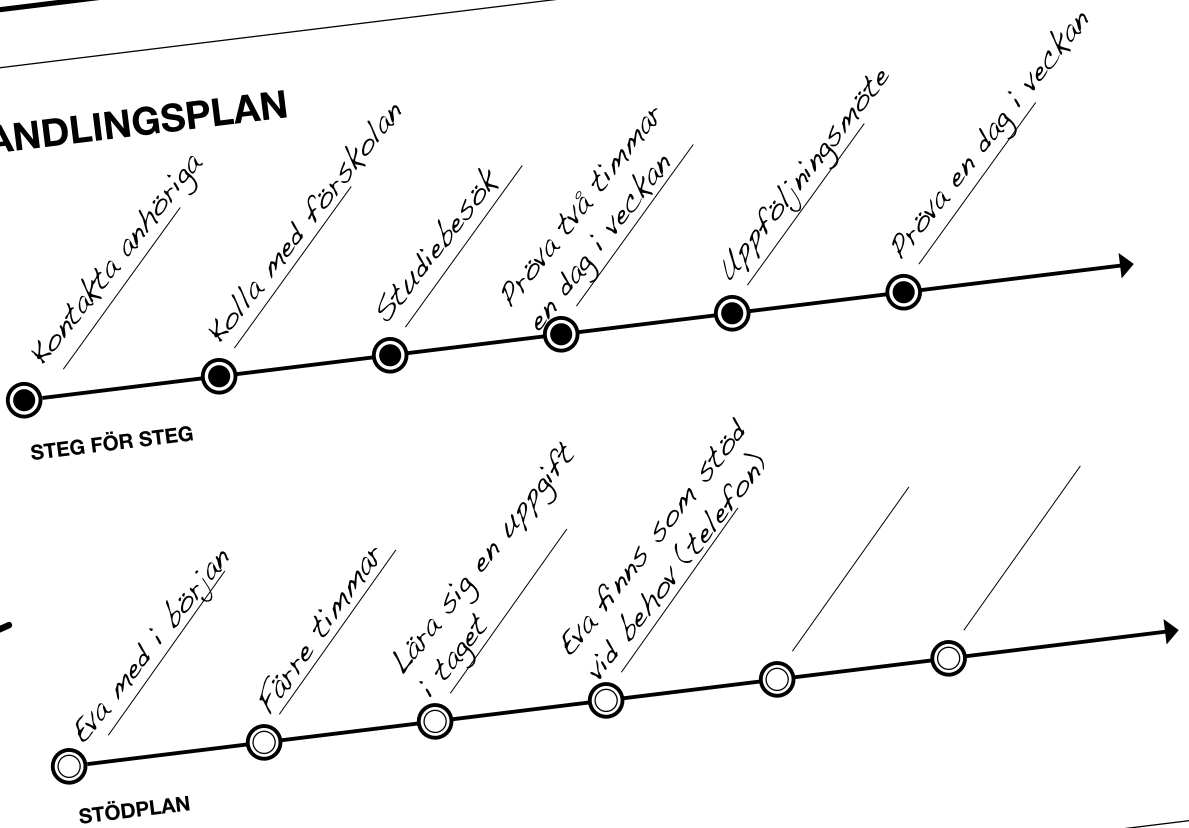 ANDLINGSPLAN
Kontakta anhöriga
Kolla med förskolan
Studiebesök
Pröva två timmar
en dag i veckan
Uppföljningsmöte
Pröva en dag i veckan
STEG FÖR STEG
Eva med i början
Färre timmar
Lära sig en uppgift
i taget
Eva finns som stöd
vid behov (telefon)
STÖDPLAN